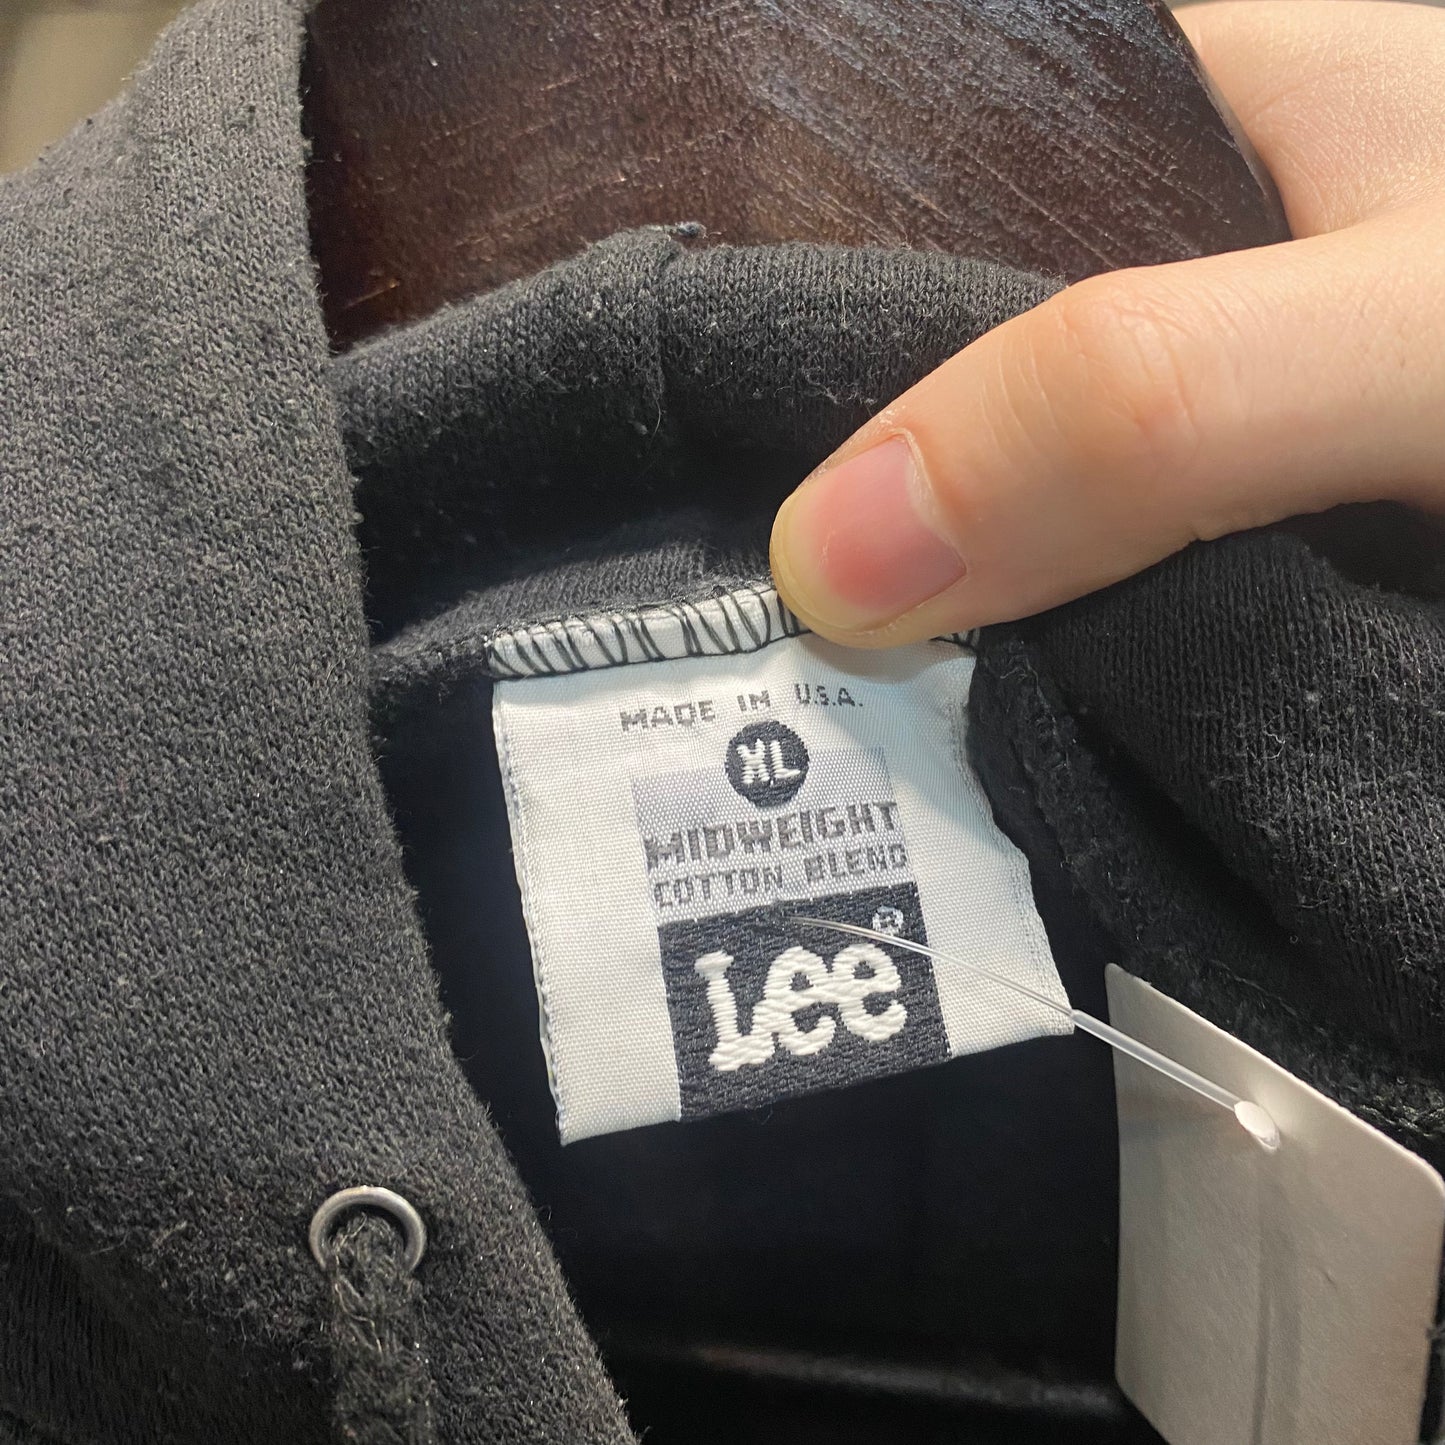 MADE IN U.S.A.
XL
MIDWEIGHT
COTTON BLEND
Lee®